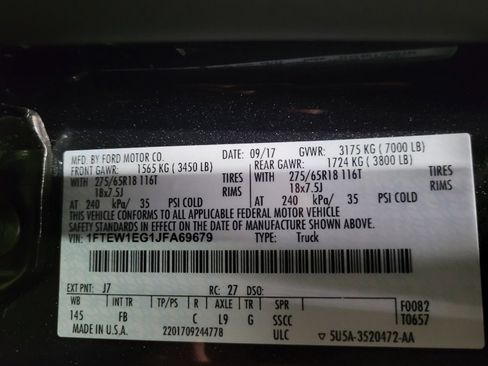 MFD. BY FORD MOTOR CO. DATE: 09/17 GVWR: 3175 KG ( 7000 LB)
FRONT GAWR: 1565 KG ( 3450 LB) REAR GAWR: 1724 KG ( 3800 LB)
WITH 275/65R18 116T TIRES WITH 275/65R18 116T TIRES
18x7.5J RIMS 18x7.5J RIMS
AT 240 kPa/ 35 PSI COLD AT 240 kPa/ 35 PSI COLD
THIS VEHICLE CONFORMS TO ALL APPLICABLE FEDERAL MOTOR VEHICLE
SAFETY STANDARDS IN EFFECT ON THE DATE OF MANUFACTURE SHOWN ABOVE.
VIN: 1FTEW1EG1JFA69679 TYPE: Truck
EXT PNT: J7 RC: 27 DSO:
WB INT TR TP/PS R AXLE TR SPR F0082
145 FB C L9 G SSCC T0657
MADE IN U.S.A. 2201709244778 ULC 5U5A-3520472-AA